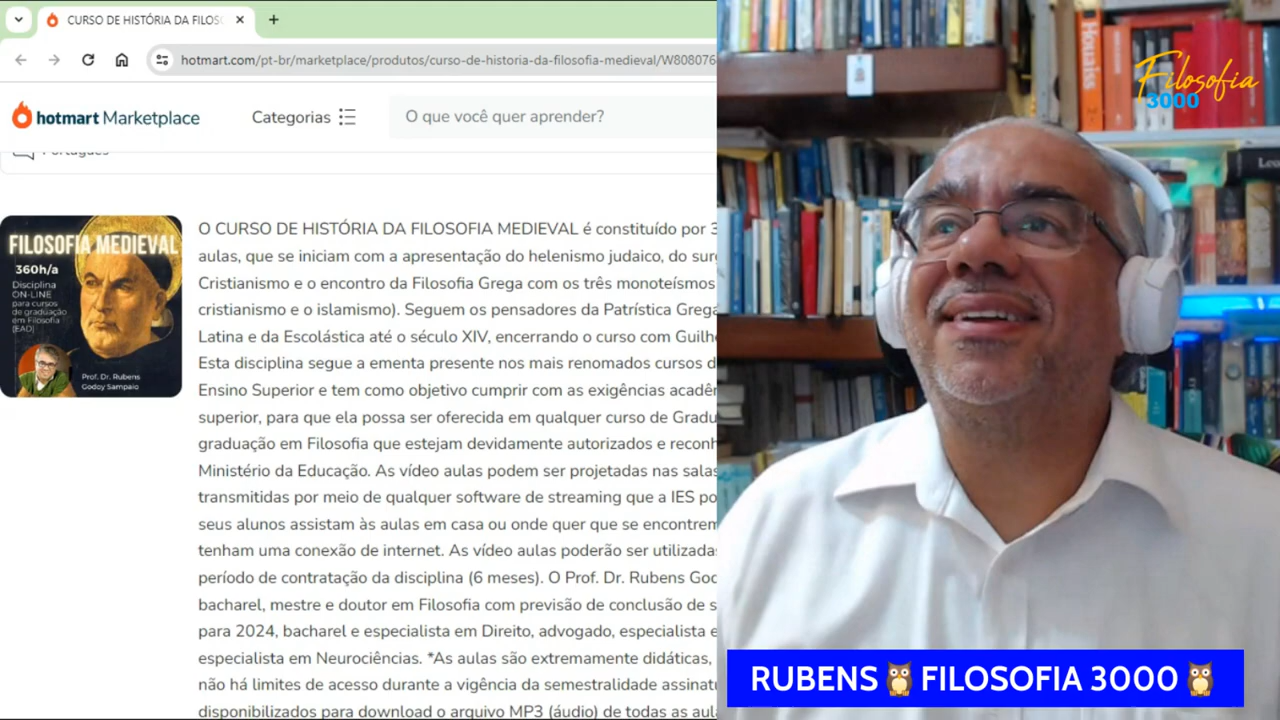 CURSO DE HISTÓRIA DA FILOS
hotmart.com/pt-br/marketplace/produtos/curso-de-historia-da-filosofia-medieval/W808076
hotmart Marketplace
Categorias
O que você quer aprender?
Português
FILOSOFIA MEDIEVAL
360h/a
Disciplina
ON-LINE
para cursos
de graduação
em Filosofia
(EAD)
Prof. Dr. Rubens
Godoy Sampaio
O CURSO DE HISTÓRIA DA FILOSOFIA MEDIEVAL é constituído por 3
aulas, que se iniciam com a apresentação do helenismo judaico, do sur
Cristianismo e o encontro da Filosofia Grega com os três monoteísmos
cristianismo e o islamismo). Seguem os pensadores da Patrística Grega
Latina e da Escolástica até o século XIV, encerrando o curso com Guilhe
Esta disciplina segue a ementa presente nos mais renomados cursos d
Ensino Superior e tem como objetivo cumprir com as exigências acadê
superior, para que ela possa ser oferecida em qualquer curso de Gradu
graduação em Filosofia que estejam devidamente autorizados e reconh
Ministério da Educação. As vídeo aulas podem ser projetadas nas salas
transmitidas por meio de qualquer software de streaming que a IES po
seus alunos assistam às aulas em casa ou onde quer que se encontrem
tenham uma conexão de internet. As vídeo aulas poderão ser utilizadas
período de contratação da disciplina (6 meses). O Prof. Dr. Rubens God
bacharel, mestre e doutor em Filosofia com previsão de conclusão de s
para 2024, bacharel e especialista em Direito, advogado, especialista e
especialista em Neurociências. *As aulas são extremamente didáticas,
não há limites de acesso durante a vigência da semestralidade assinatu
disponibilizados para download o arquivo MP3 (áudio) de todas as aula
Houaiss
Filosofia
3000
RUBENS🦉FILOSOFIA 3000🦉